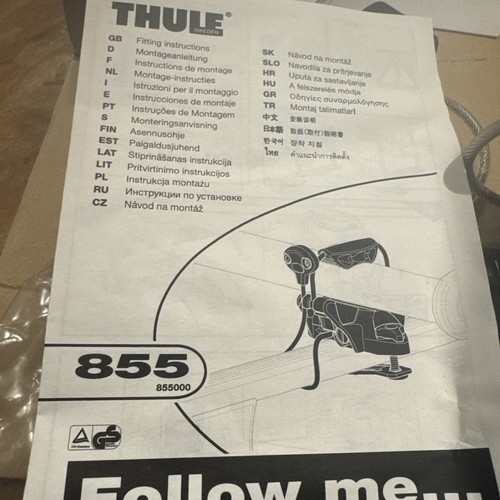 THULE®
SWEDEN
GB Fitting instructions
D Montageanleitung
F Instructions de montage
NL Montage-instructies
I Istruzioni per il montaggio
E Instrucciones de montaje
PT Instruções de Montagem
S Monteringsanvisning
FIN Asennusohje
EST Paigaldusjuhend
LAT Stiprināšanas instrukcija
LIT Pritvirtinimo instrukcijos
PL Instrukcja montazu
RU Инструкции по установке
CZ Návod na montáž
SK Návod na montáž
SLO Navodila za pritrjevanje
HR Uputa za sastavljanje
HU A felszerelés módja
GR Οδηγίες συναρμολόγησης
TR Montaj talimatlart
中文 安装说明
日本語 取扱(取付)説明書
한국어 장착 지침
ไทย คำแนะนำการติดตั้ง
855
855000
GS
Follow me...